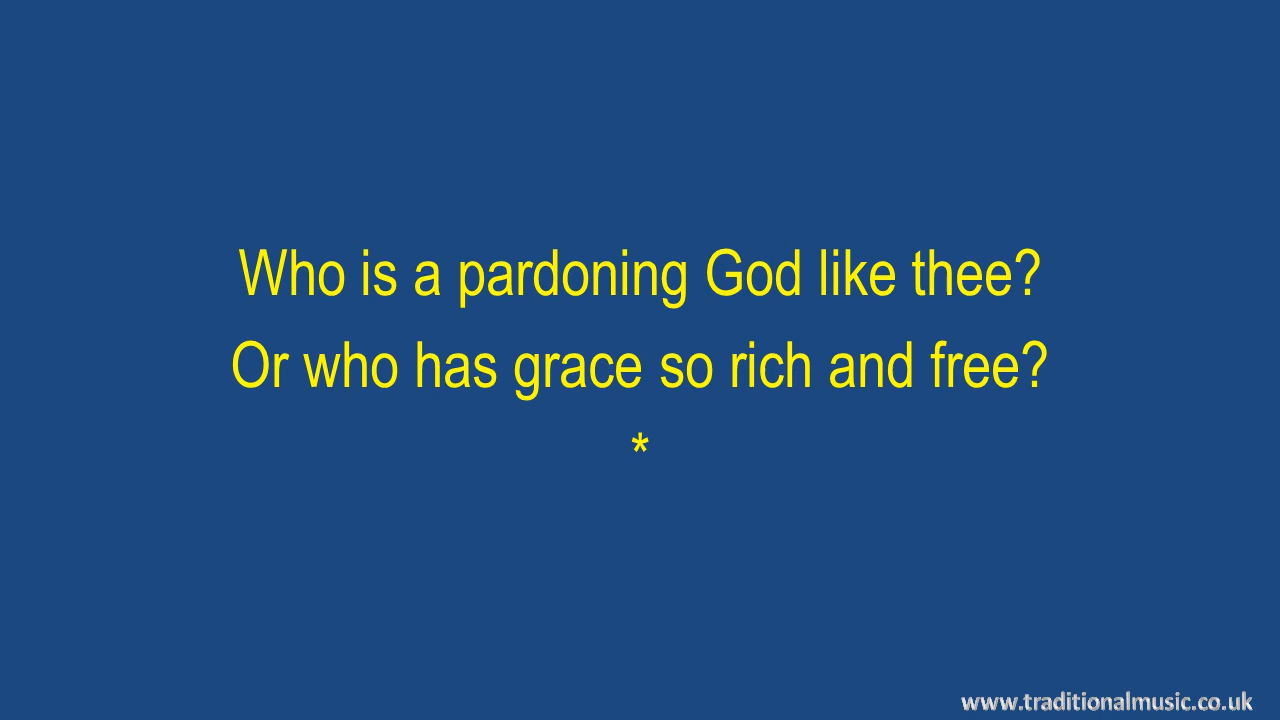 Who is a pardoning God like thee?
Or who has grace so rich and free?
*
www.traditionalmusic.co.uk